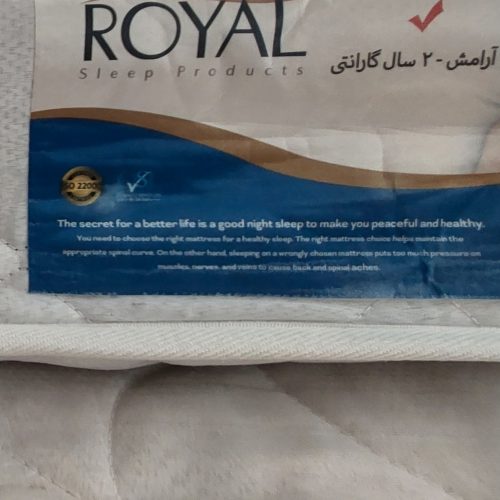 ROYAL
Sleep Products
آرامش - ۲ سال گارانتی
ISO 2200
The secret for a better life is a good night sleep to make you peaceful and healthy.
You need to choose the right mattress for a healthy sleep. The right mattress choice helps maintain the
appropriate spinal curve. On the other hand, sleeping on a wrongly chosen mattress puts too much pressure on
muscles, nerves, and veins to cause back and spinal aches.